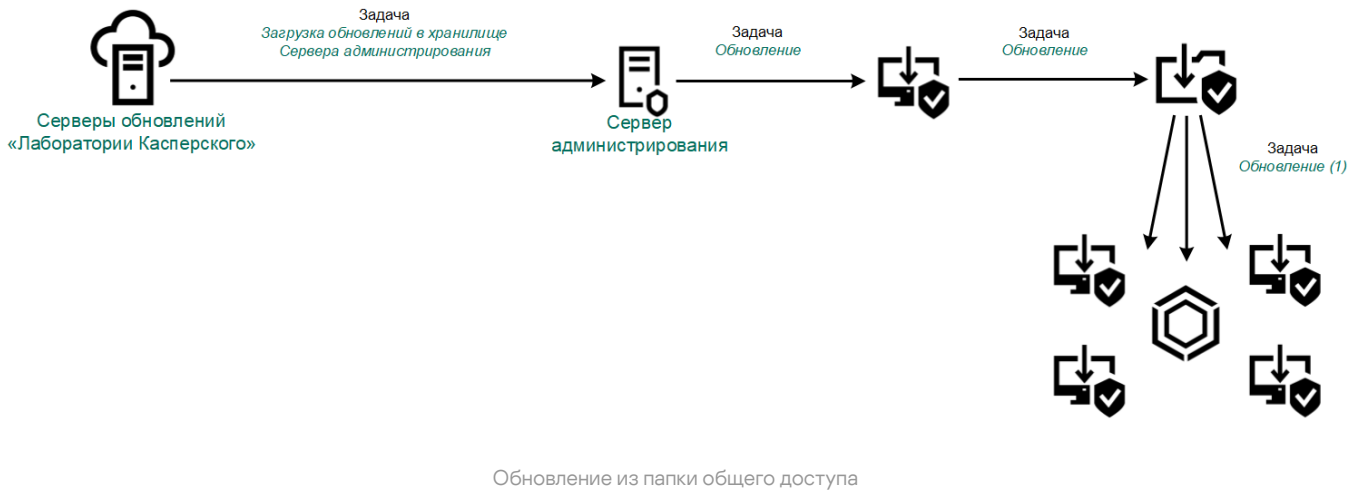 Задача
Загрузка обновлений в хранилище
Сервера администрирования
Задача
Обновление
Задача
Обновление
Серверы обновлений
«Лаборатории Касперского»
Сервер
администрирования
Задача
Обновление (1)
Обновление из папки общего доступа